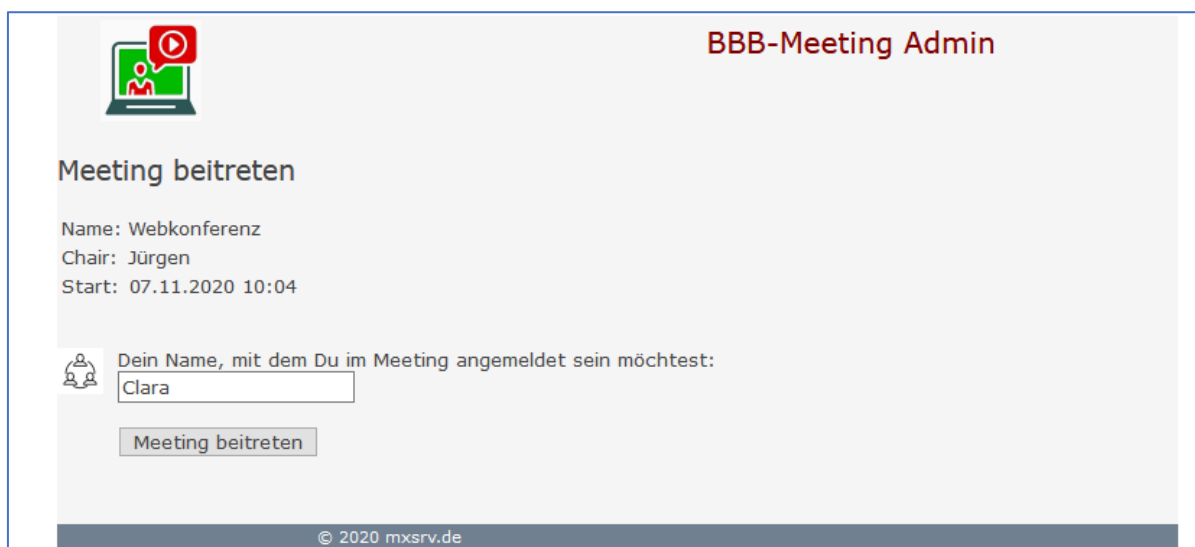 BBB-Meeting Admin
Meeting beitreten
Name: Webkonferenz
Chair: Jürgen
Start: 07.11.2020 10:04
Dein Name, mit dem Du im Meeting angemeldet sein möchtest:
Clara
Meeting beitreten
© 2020 mxsrv.de